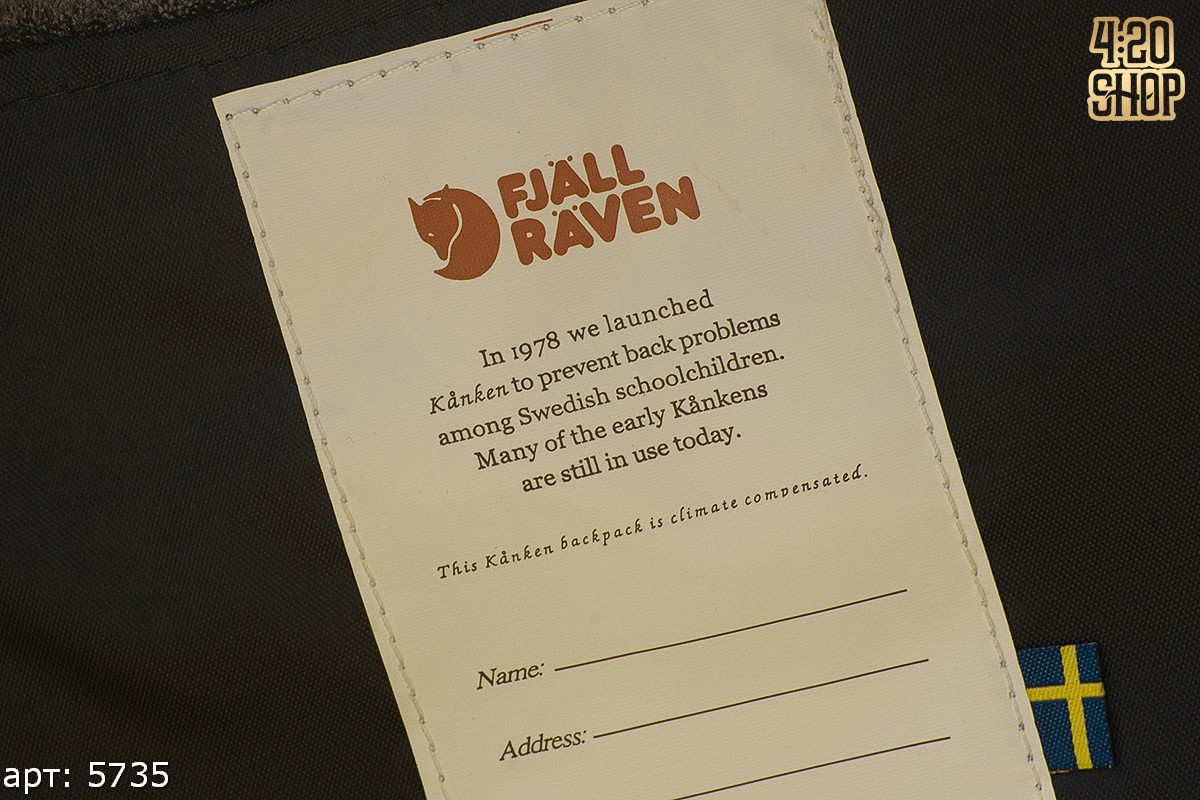 4:20
SHOP
FJÄLL
RÄVEN
In 1978 we launched
Kånken to prevent back problems
among Swedish schoolchildren.
Many of the early Kånkens
are still in use today.
This Kånken backpack is climate compensated.
Name:
Address:
арт: 5735